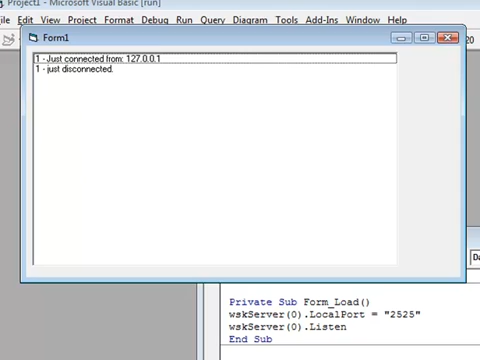 Project1 - Microsoft Visual Basic [run]
Edit View Project Format Debug Run Query Diagram Tools Add-Ins Window Help
Form1
20
1 - Just connected from: 127.0.0.1
1 - just disconnected.
Private Sub Form_Load()
wskServer(0).LocalPort = "2525"
wskServer(0).Listen
End Sub